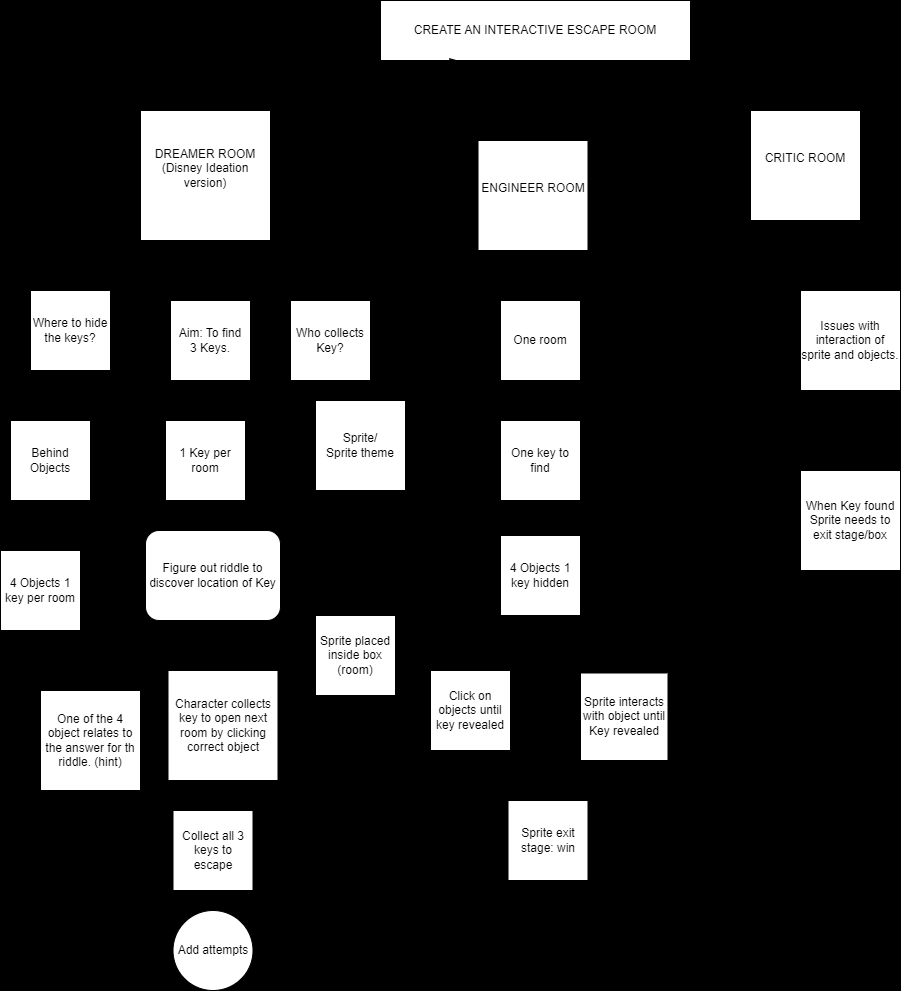 CREATE AN INTERACTIVE ESCAPE ROOM
DREAMER ROOM
(Disney Ideation
version)
ENGINEER ROOM
CRITIC ROOM
Where to hide
the keys?
Aim: To find
3 Keys.
Who collects
Key?
One room
Issues with
interaction of
sprite and objects.
Behind
Objects
1 Key per
room
Sprite/
Sprite theme
One key to
find
When Key found
Sprite needs to
exit stage/box
4 Objects 1
key per room
Figure out riddle to
discover location of Key
4 Objects 1
key hidden
Sprite placed
inside box
(room)
One of the 4
object relates to
the answer for th
riddle. (hint)
Character collects
key to open next
room by clicking
correct object
Click on
objects until
key revealed
Sprite interacts
with object until
Key revealed
Collect all 3
keys to
escape
Sprite exit
stage: win
Add attempts